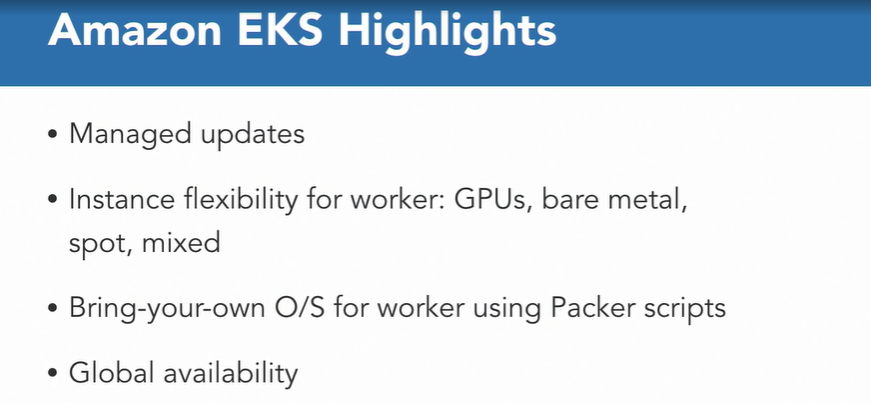 Amazon EKS Highlights
• Managed updates
• Instance flexibility for worker: GPUs, bare metal,
spot, mixed
• Bring-your-own O/S for worker using Packer scripts
• Global availability